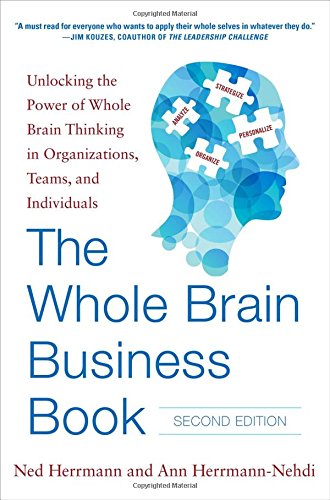 "A must read for everyone who wants to apply their whole selves in whatever they do."
—JIM KOUZES, COAUTHOR OF THE LEADERSHIP CHALLENGE
Unlocking the
Power of Whole
Brain Thinking
in Organizations,
Teams, and
Individuals
STRATEGIZE
ANALYZE
PERSONALIZE
ORGANIZE
The
Whole Brain
Business
Book
SECOND EDITION
Ned Herrmann and Ann Herrmann-Nehdi